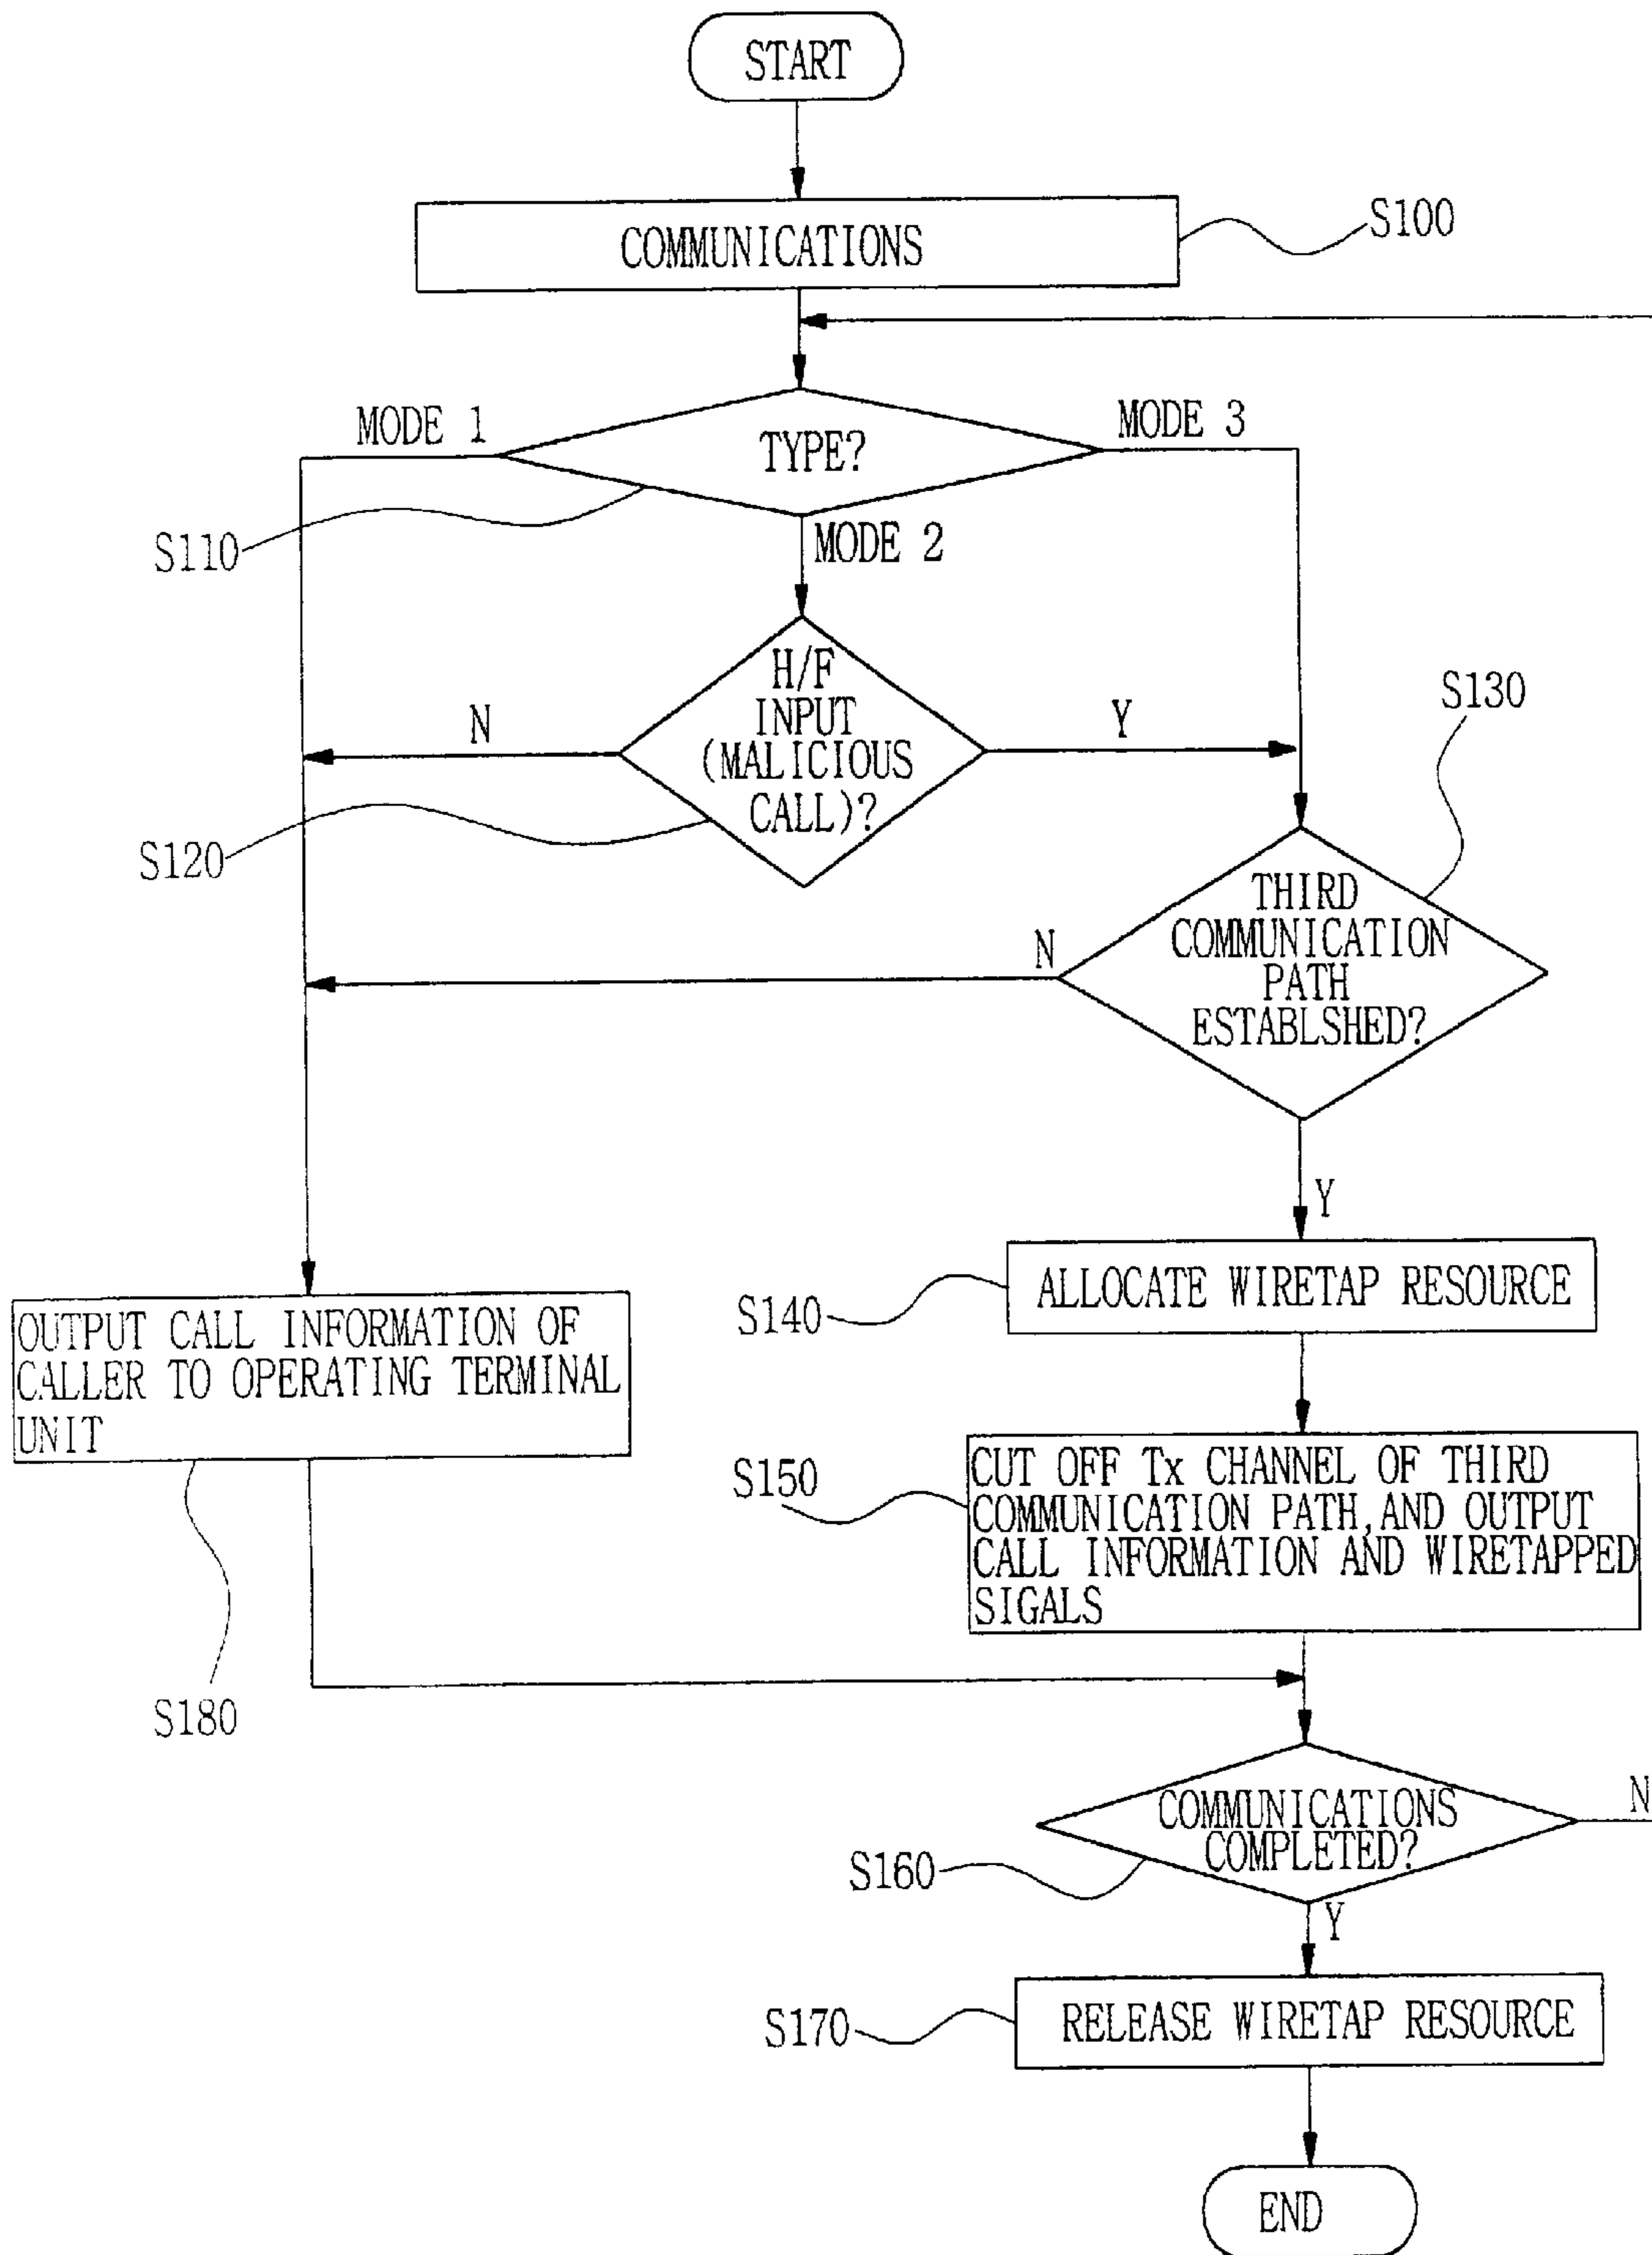 START
COMMUNICATIONS
S100
MODE 1
TYPE?
MODE 3
S110
MODE 2
H/F
INPUT
(MALICIOUS
CALL)?
N
Y
S120
S130
THIRD
COMMUNICATION
PATH
ESTABLSHED?
N
Y
ALLOCATE WIRETAP RESOURCE
S140
OUTPUT CALL INFORMATION OF
CALLER TO OPERATING TERMINAL
UNIT
S180
CUT OFF Tx CHANNEL OF THIRD
COMMUNICATION PATH, AND OUTPUT
CALL INFORMATION AND WIRETAPPED
SIGALS
S150
COMMUNICATIONS
COMPLETED?
N
S160
Y
RELEASE WIRETAP RESOURCE
S170
END